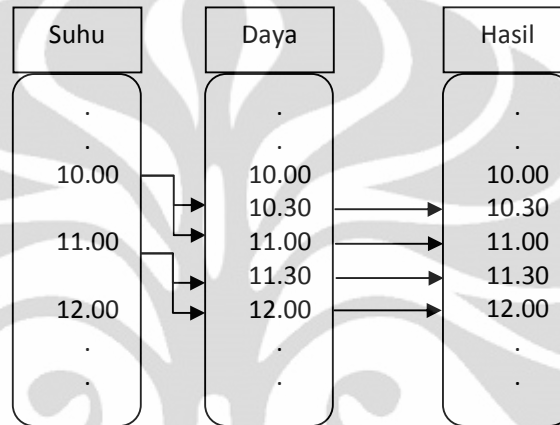 Suhu Daya Hasil
. . .
. . .
10.00 10.00 10.00
10.30 10.30
11.00 11.00 11.00
11.30 11.30
12.00 12.00 12.00
. . .
. . .